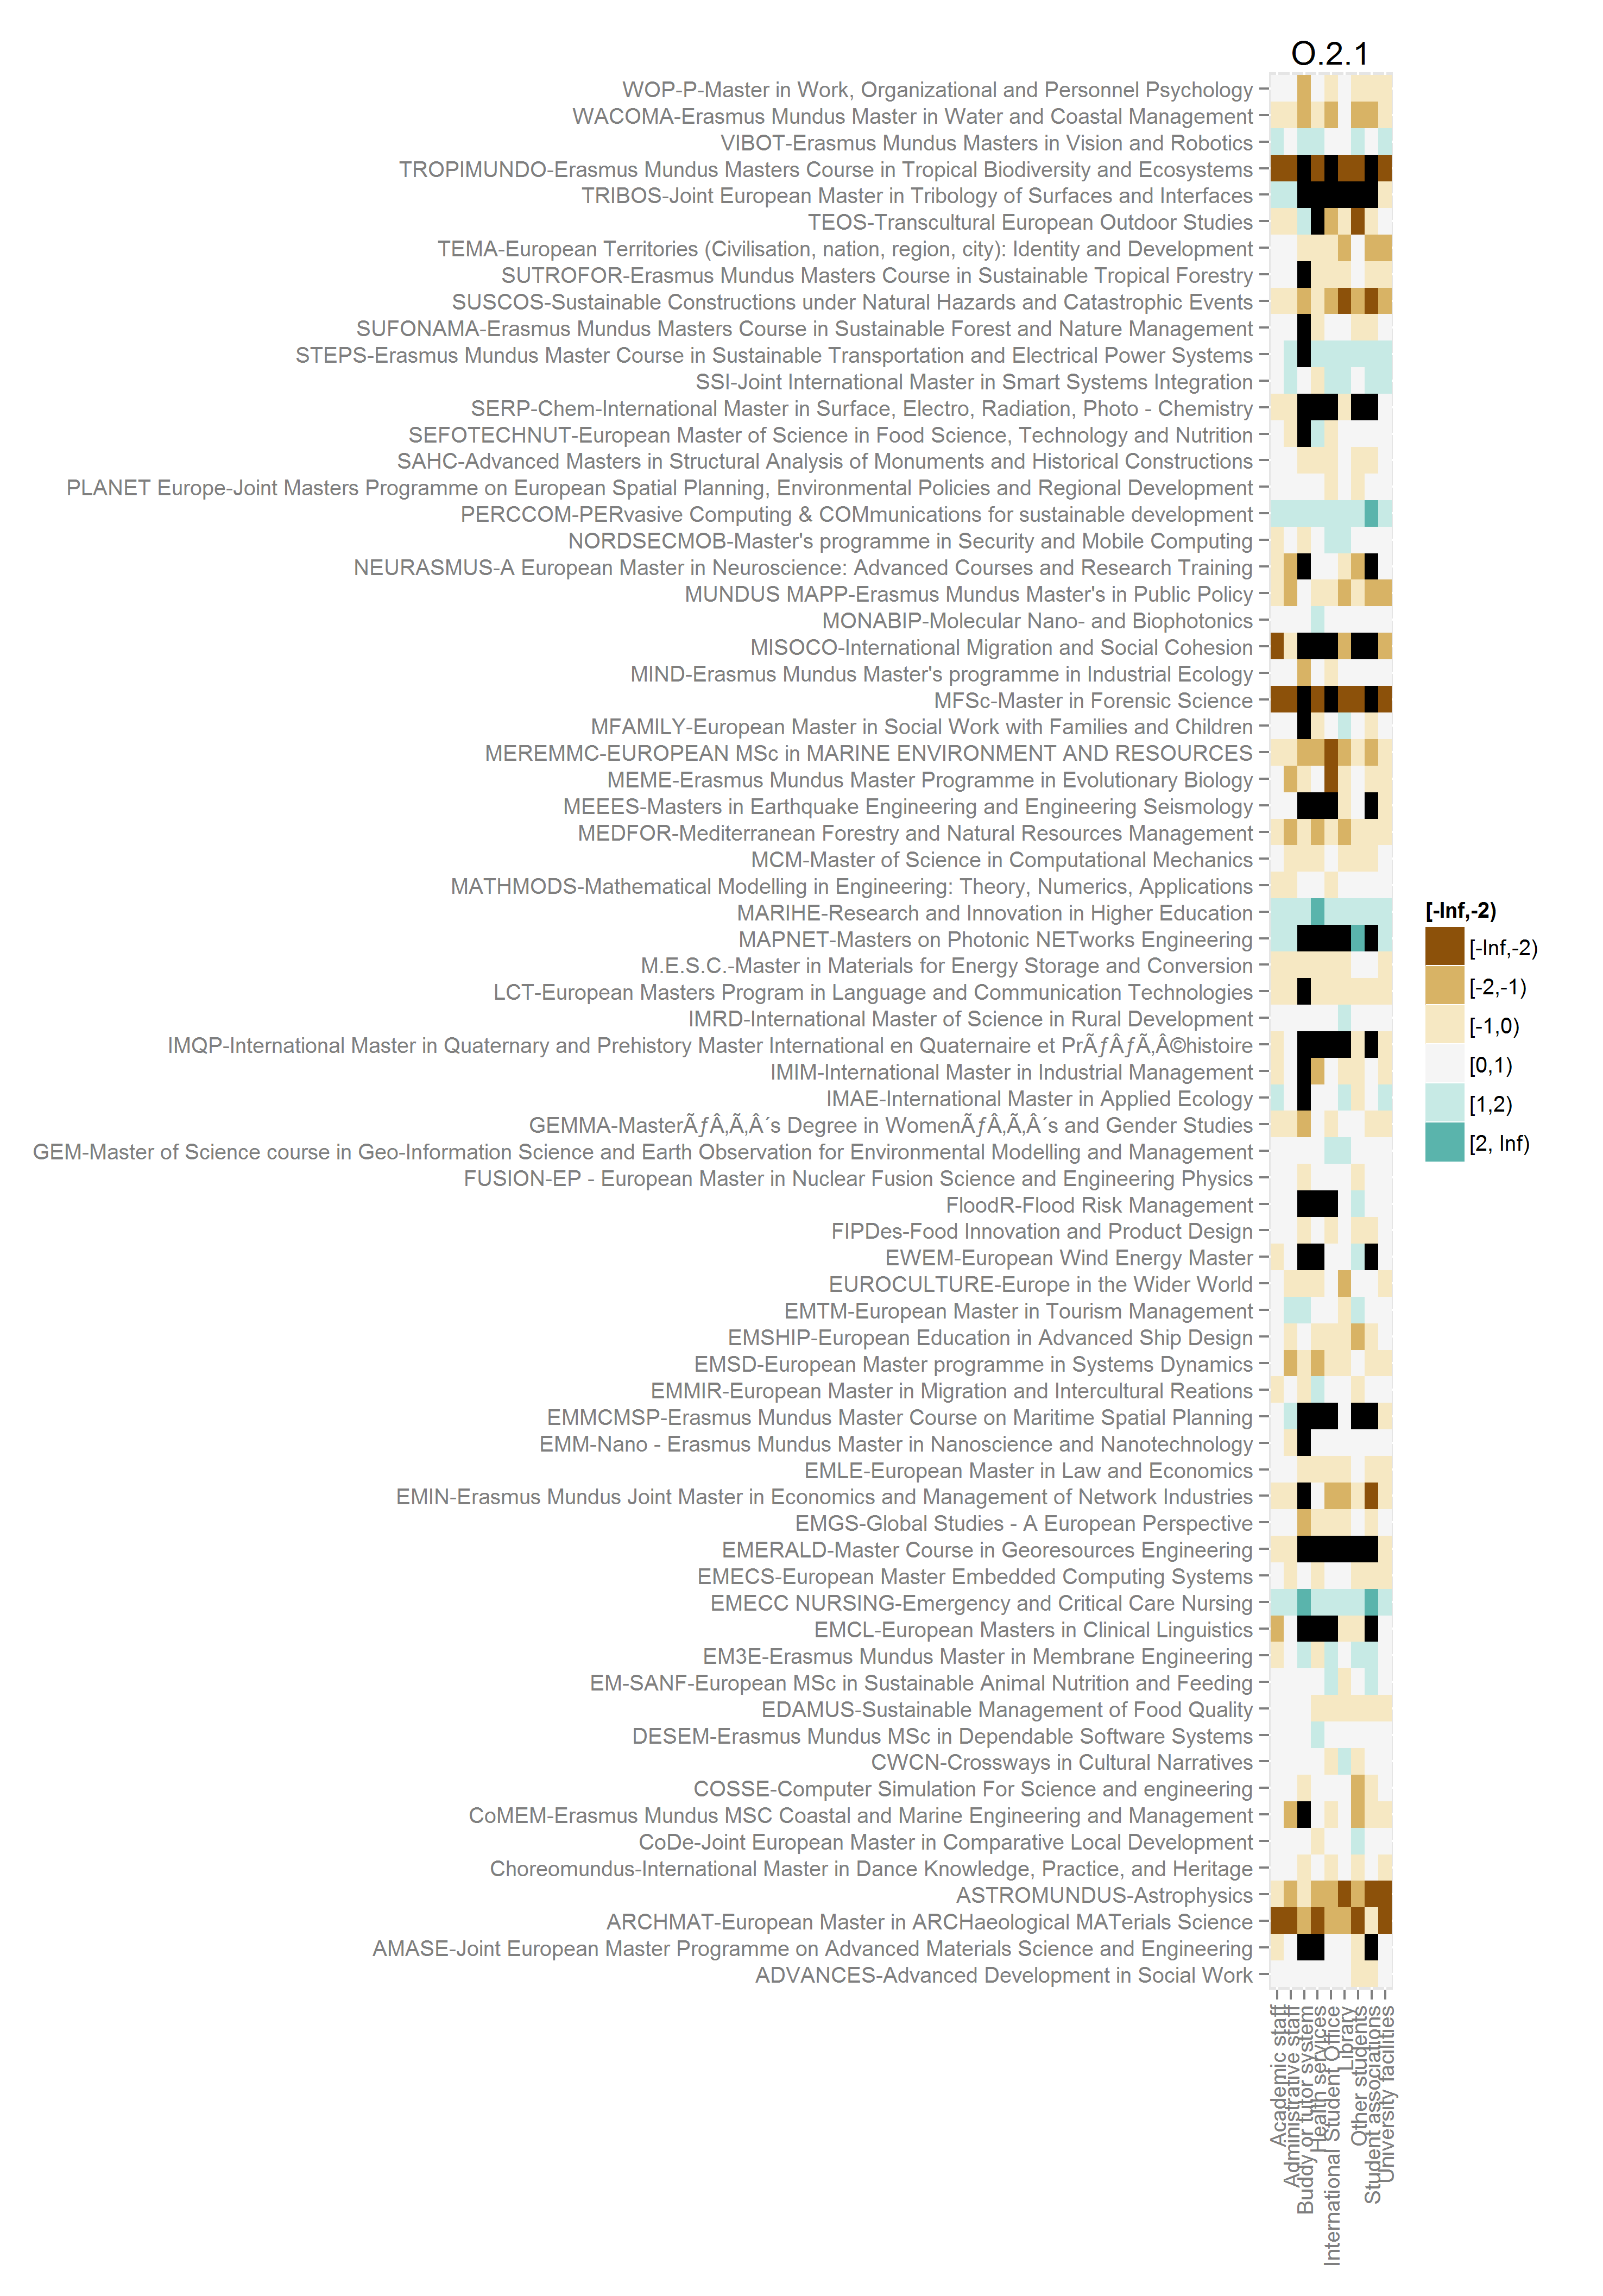 O.2.1
WOP-P-Master in Work, Organizational and Personnel Psychology
WACOMA-Erasmus Mundus Master in Water and Coastal Management
VIBOT-Erasmus Mundus Masters in Vision and Robotics
TROPIMUNDO-Erasmus Mundus Masters Course in Tropical Biodiversity and Ecosystems
TRIBOS-Joint European Master in Tribology of Surfaces and Interfaces
TEOS-Transcultural European Outdoor Studies
TEMA-European Territories (Civilisation, nation, region, city): Identity and Development
SUTROFOR-Erasmus Mundus Masters Course in Sustainable Tropical Forestry
SUSCOS-Sustainable Constructions under Natural Hazards and Catastrophic Events
SUFONAMA-Erasmus Mundus Masters Course in Sustainable Forest and Nature Management
STEPS-Erasmus Mundus Master Course in Sustainable Transportation and Electrical Power Systems
SSI-Joint International Master in Smart Systems Integration
SERP-Chem-International Master in Surface, Electro, Radiation, Photo - Chemistry
SEFOTECHNUT-European Master of Science in Food Science, Technology and Nutrition
SAHC-Advanced Masters in Structural Analysis of Monuments and Historical Constructions
PLANET Europe-Joint Masters Programme on European Spatial Planning, Environmental Policies and Regional Development
PERCCOM-PERvasive Computing & COMmunications for sustainable development
NORDSECMOB-Master's programme in Security and Mobile Computing
NEURASMUS-A European Master in Neuroscience: Advanced Courses and Research Training
MUNDUS MAPP-Erasmus Mundus Master's in Public Policy
MONABIP-Molecular Nano- and Biophotonics
MISOCO-International Migration and Social Cohesion
MIND-Erasmus Mundus Master's programme in Industrial Ecology
MFSc-Master in Forensic Science
MFAMILY-European Master in Social Work with Families and Children
MEREMMC-EUROPEAN MSc in MARINE ENVIRONMENT AND RESOURCES
MEME-Erasmus Mundus Master Programme in Evolutionary Biology
MEEES-Masters in Earthquake Engineering and Engineering Seismology
MEDFOR-Mediterranean Forestry and Natural Resources Management
MCM-Master of Science in Computational Mechanics
MATHMODS-Mathematical Modelling in Engineering: Theory, Numerics, Applications
MARIHE-Research and Innovation in Higher Education
MAPNET-Masters on Photonic NETworks Engineering
M.E.S.C.-Master in Materials for Energy Storage and Conversion
LCT-European Masters Program in Language and Communication Technologies
IMRD-International Master of Science in Rural Development
IMQP-International Master in Quaternary and Prehistory Master International en Quaternaire et PrÃƒÂƒÃ‚Â©histoire
IMIM-International Master in Industrial Management
IMAE-International Master in Applied Ecology
GEMMA-MasterÃƒÂ‚Ã‚Â´s Degree in WomenÃƒÂ‚Ã‚Â´s and Gender Studies
GEM-Master of Science course in Geo-Information Science and Earth Observation for Environmental Modelling and Management
FUSION-EP - European Master in Nuclear Fusion Science and Engineering Physics
FloodR-Flood Risk Management
FIPDes-Food Innovation and Product Design
EWEM-European Wind Energy Master
EUROCULTURE-Europe in the Wider World
EMTM-European Master in Tourism Management
EMSHIP-European Education in Advanced Ship Design
EMSD-European Master programme in Systems Dynamics
EMMIR-European Master in Migration and Intercultural Reations
EMMCMSP-Erasmus Mundus Master Course on Maritime Spatial Planning
EMM-Nano - Erasmus Mundus Master in Nanoscience and Nanotechnology
EMLE-European Master in Law and Economics
EMIN-Erasmus Mundus Joint Master in Economics and Management of Network Industries
EMGS-Global Studies - A European Perspective
EMERALD-Master Course in Georesources Engineering
EMECS-European Master Embedded Computing Systems
EMECC NURSING-Emergency and Critical Care Nursing
EMCL-European Masters in Clinical Linguistics
EM3E-Erasmus Mundus Master in Membrane Engineering
EM-SANF-European MSc in Sustainable Animal Nutrition and Feeding
EDAMUS-Sustainable Management of Food Quality
DESEM-Erasmus Mundus MSc in Dependable Software Systems
CWCN-Crossways in Cultural Narratives
COSSE-Computer Simulation For Science and engineering
CoMEM-Erasmus Mundus MSC Coastal and Marine Engineering and Management
CoDe-Joint European Master in Comparative Local Development
Choreomundus-International Master in Dance Knowledge, Practice, and Heritage
ASTROMUNDUS-Astrophysics
ARCHMAT-European Master in ARCHaeological MATerials Science
AMASE-Joint European Master Programme on Advanced Materials Science and Engineering
ADVANCES-Advanced Development in Social Work
Academic staff
Administrative staff
Buddy or tutor system
Health services
International Student Office
Library
Other students
Student associations
University facilities
[-Inf,-2)
[-Inf,-2)
[-2,-1)
[-1,0)
[0,1)
[1,2)
[2, Inf)